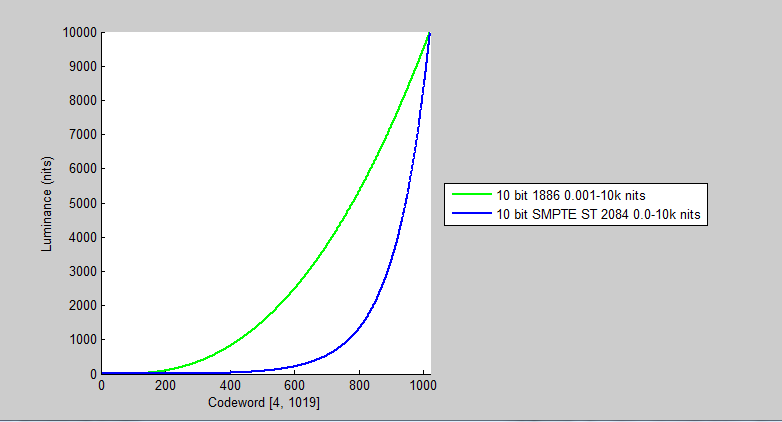 10000
9000
8000
7000
6000
5000
4000
3000
2000
1000
0
Luminance (nits)
0 200 400 600 800 1000
Codeword [4, 1019]
10 bit 1886 0.001-10k nits
10 bit SMPTE ST 2084 0.0-10k nits